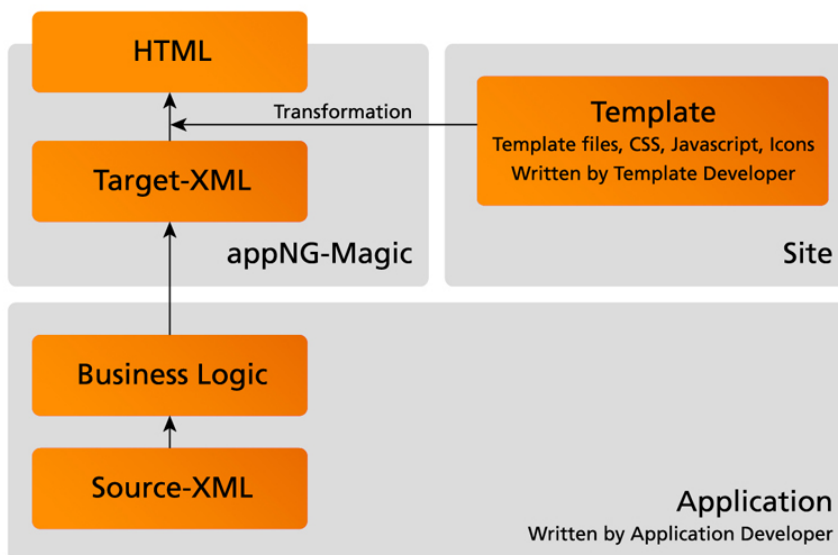 HTML
Transformation
Template
Template files, CSS, Javascript, Icons
Written by Template Developer
Target-XML
appNG-Magic
Site
Business Logic
Source-XML
Application
Written by Application Developer